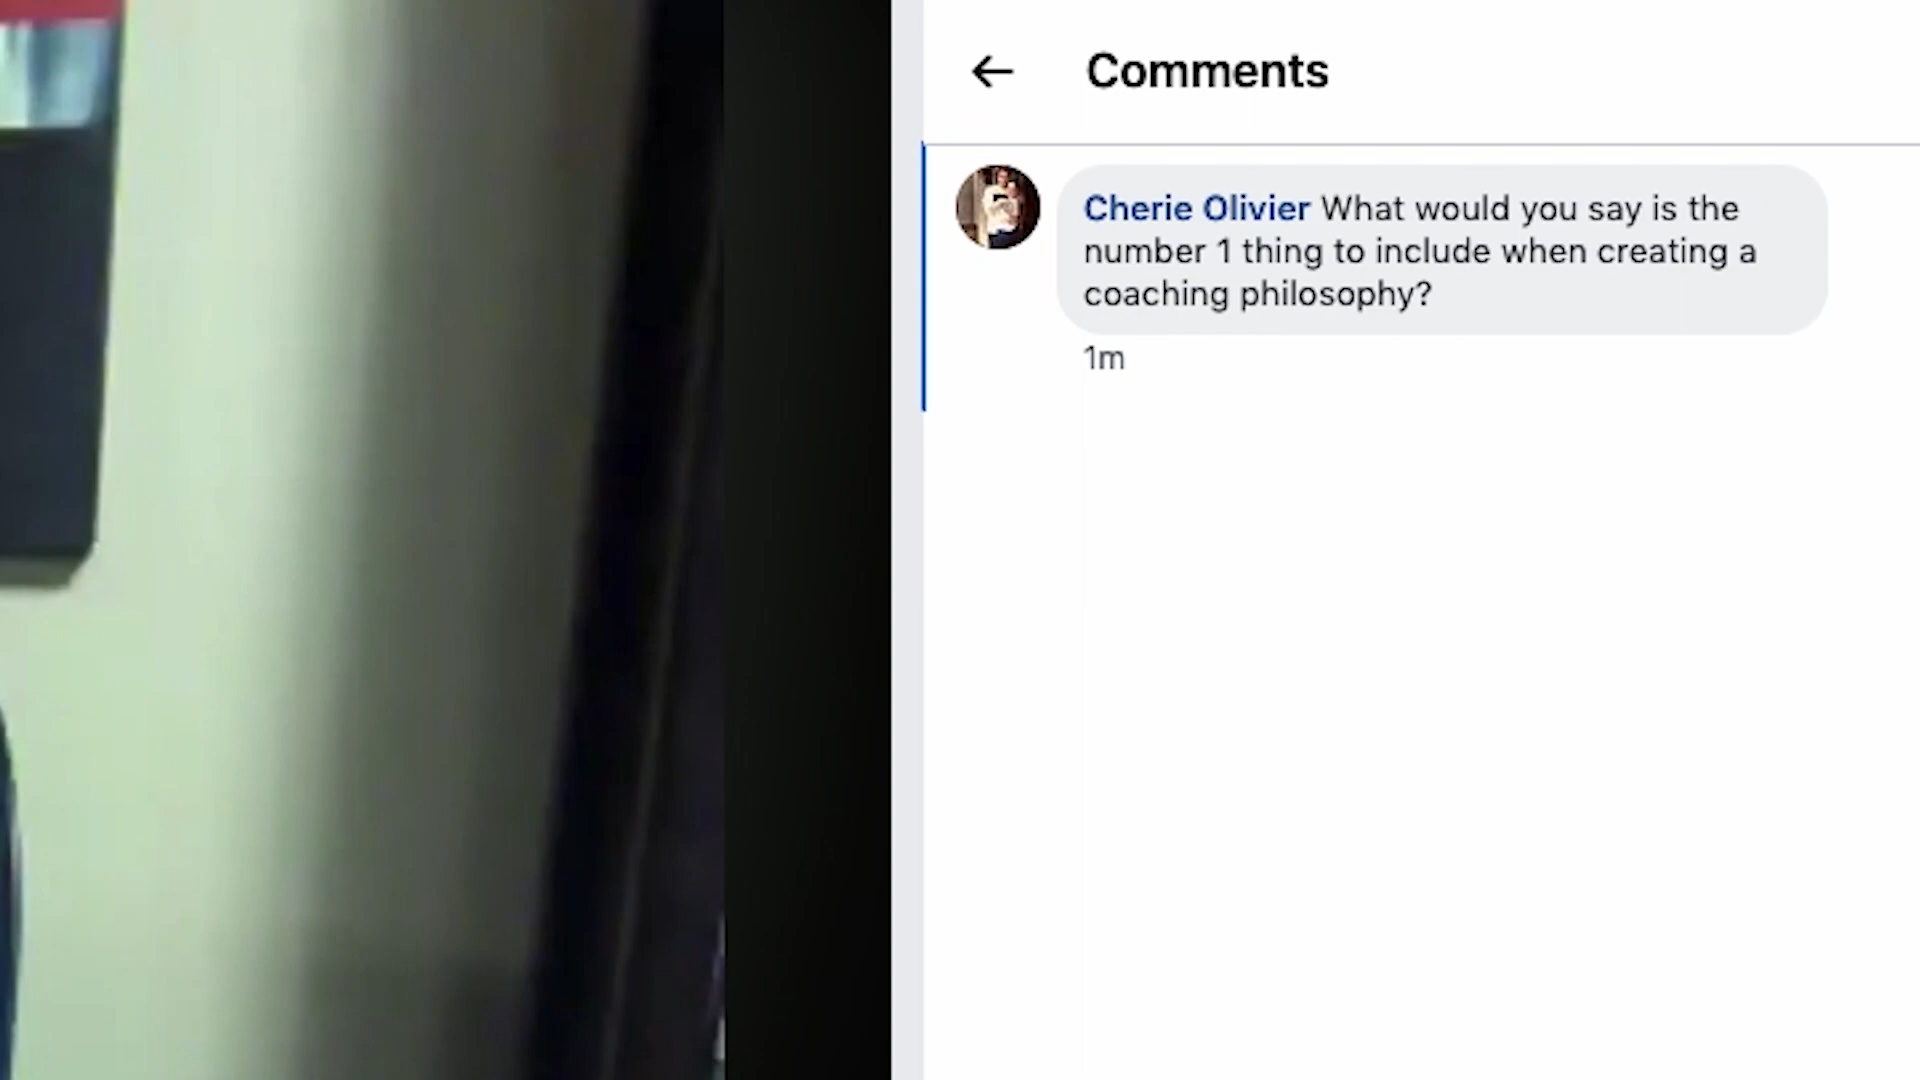 Comments
Cherie Olivier What would you say is the
number 1 thing to include when creating a
coaching philosophy?
1m